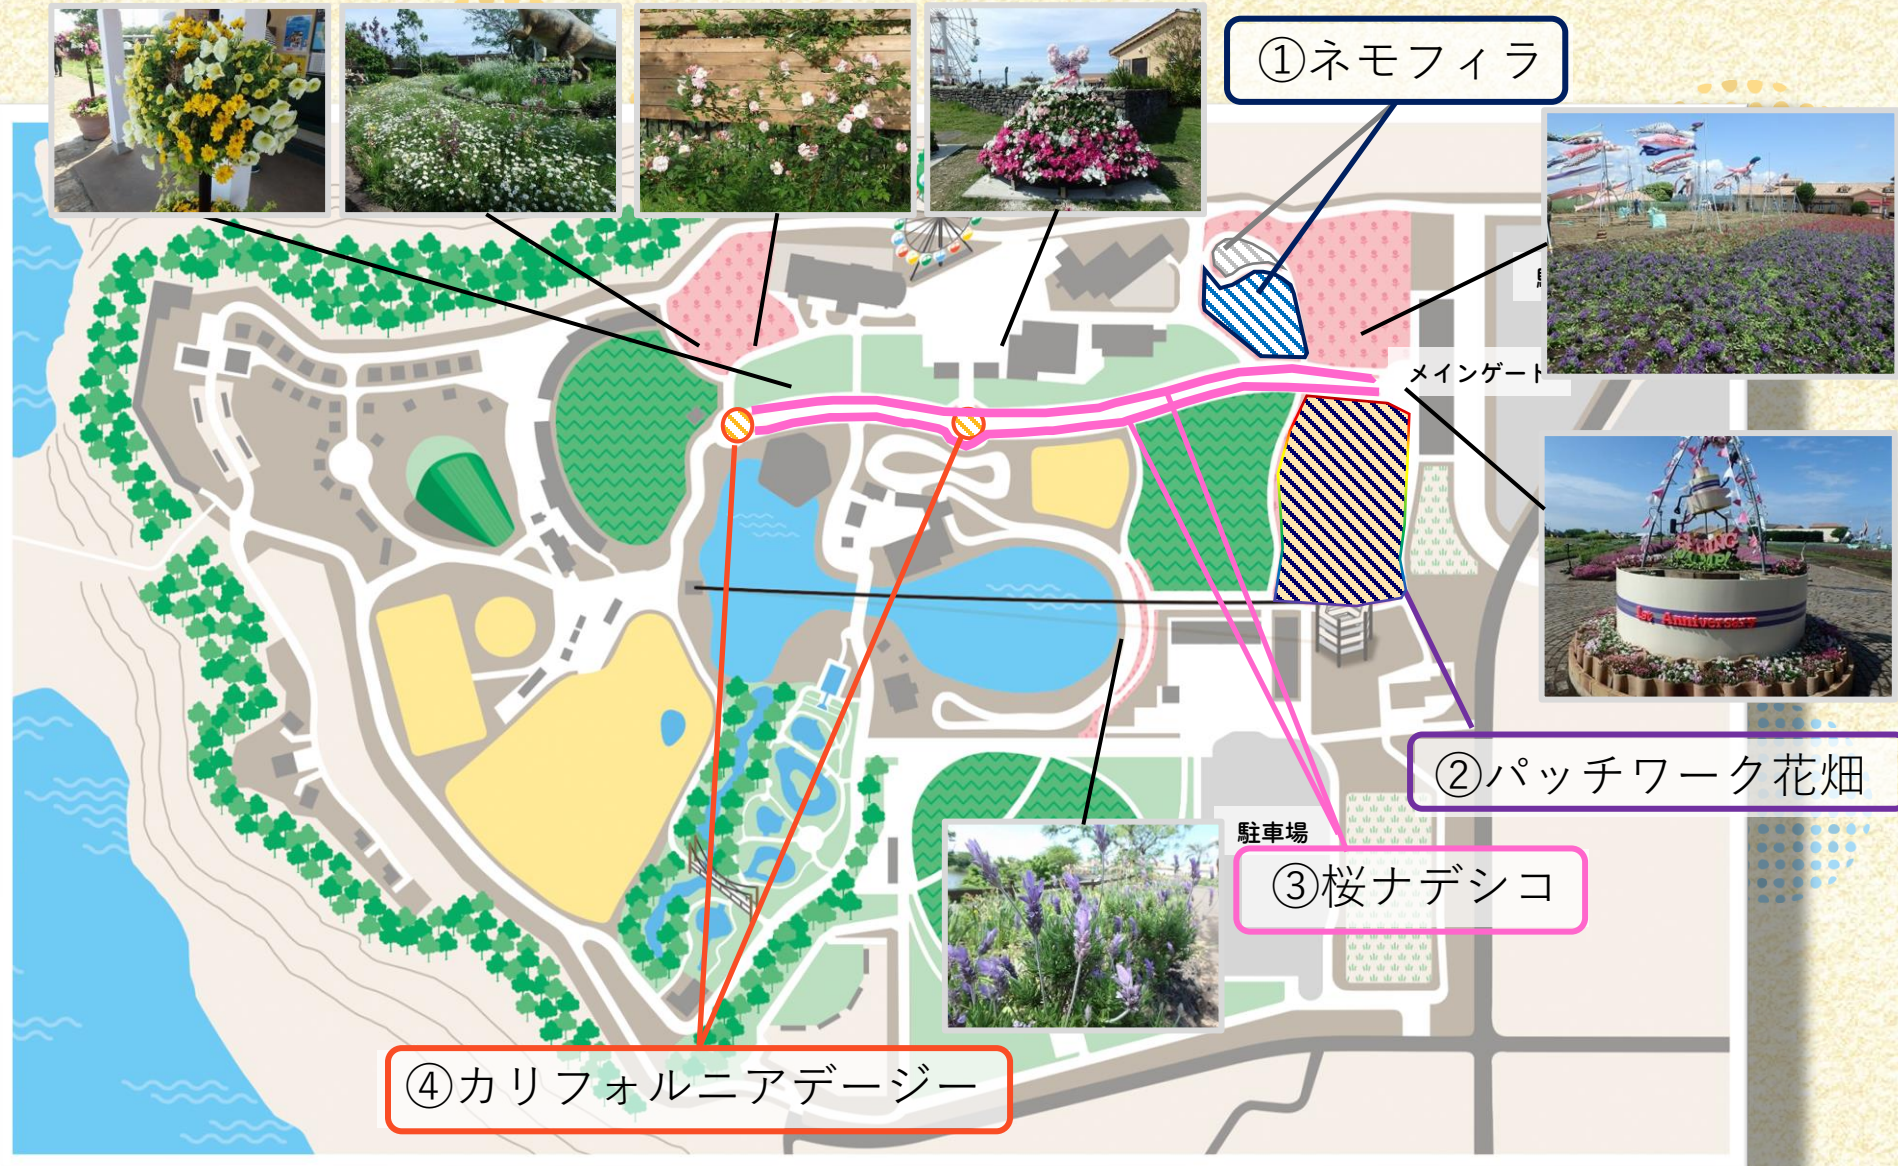 ①ネモフィラ
メインゲート
1st Anniversary
②パッチワーク花畑
駐車場
③桜ナデシコ
④カリフォルニアデージー